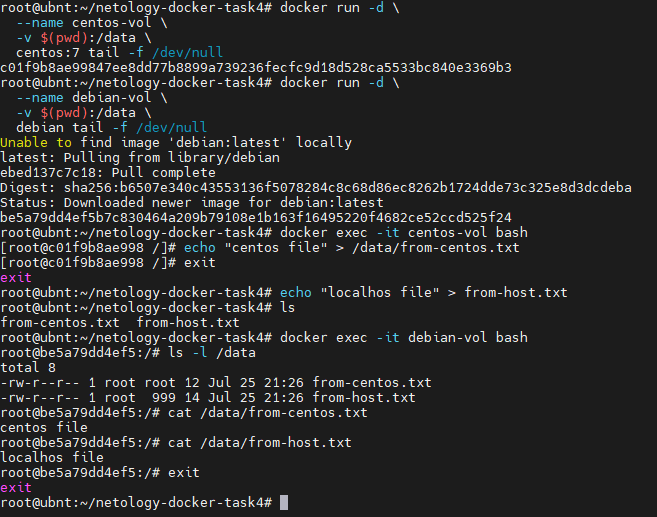 root@ubnt:~/netology-docker-task4# docker run -d \
  --name centos-vol \
  -v $(pwd):/data \
  centos:7 tail -f /dev/null
c01f9b8ae99847ee8dd77b8899a739236fecfc9d18d528ca5533bc840e3369b3
root@ubnt:~/netology-docker-task4# docker run -d \
  --name debian-vol \
  -v $(pwd):/data \
  debian tail -f /dev/null
Unable to find image 'debian:latest' locally
latest: Pulling from library/debian
ebed137c7c18: Pull complete
Digest: sha256:b6507e340c43553136f5078284c8c68d86ec8262b1724dde73c325e8d3dcdeba
Status: Downloaded newer image for debian:latest
be5a79dd4ef5b7c830464a209b79108e1b163f16495220f4682ce52ccd525f24
root@ubnt:~/netology-docker-task4# docker exec -it centos-vol bash
[root@c01f9b8ae998 /]# echo "centos file" > /data/from-centos.txt
[root@c01f9b8ae998 /]# exit
exit
root@ubnt:~/netology-docker-task4# echo "localhos file" > from-host.txt
root@ubnt:~/netology-docker-task4# ls
from-centos.txt  from-host.txt
root@ubnt:~/netology-docker-task4# docker exec -it debian-vol bash
root@be5a79dd4ef5:/# ls -l /data
total 8
-rw-r--r-- 1 root root 12 Jul 25 21:26 from-centos.txt
-rw-r--r-- 1 root  999 14 Jul 25 21:26 from-host.txt
root@be5a79dd4ef5:/# cat /data/from-centos.txt
centos file
root@be5a79dd4ef5:/# cat /data/from-host.txt
localhos file
root@be5a79dd4ef5:/# exit
exit
root@ubnt:~/netology-docker-task4#